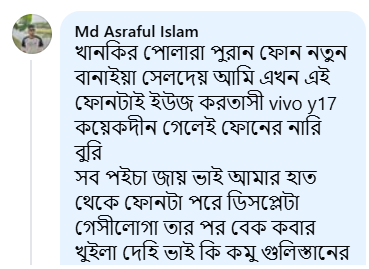 Md Asraful Islam
খানকির পোলারা পুরান ফোন নতুন
বানাইয়া সেলদেয় আমি এখন এই
ফোনটাই ইউজ করতাসী vivo y17
কয়েকদীন গেলেই ফোনের নারি
বুরি
সব পইচা জায় ভাই আমার হাত
থেকে ফোনটা পরে ডিসপ্লেটা
গেসীলোগা তার পর বেক কবার
খুইলা দেহি ভাই কি কমু গুলিস্তানের